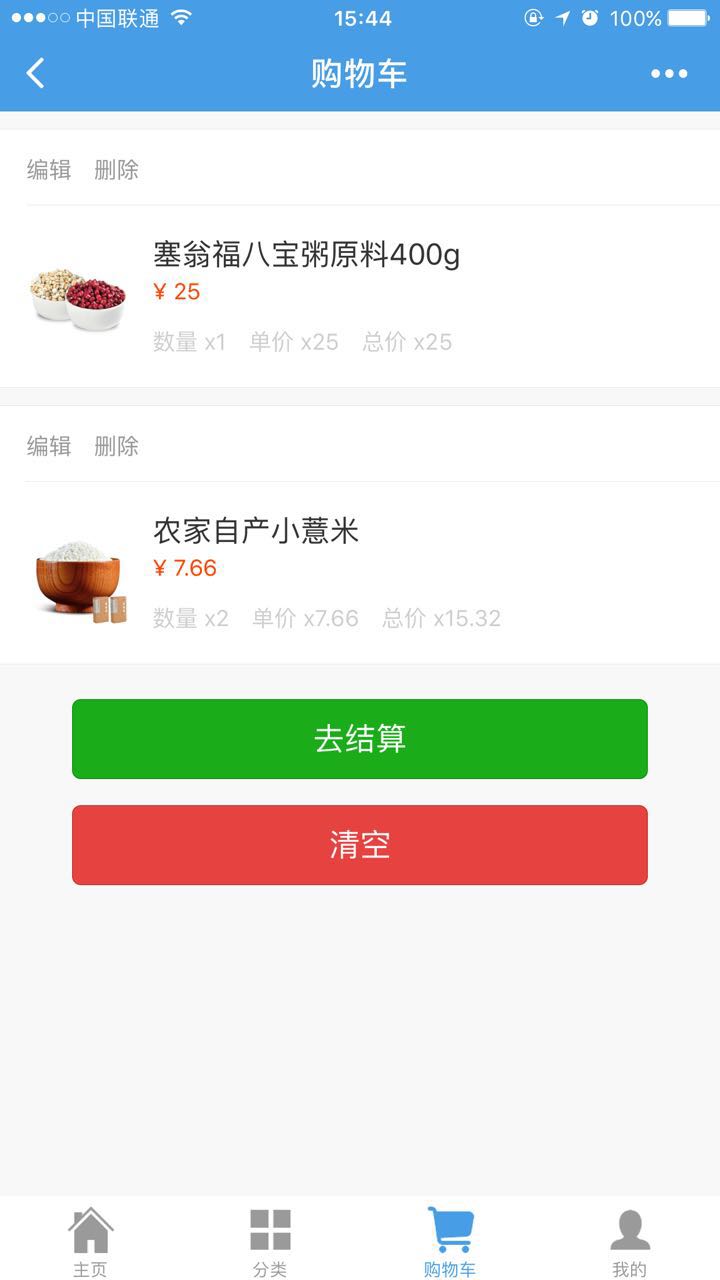 中国联通 15:44 100%
购物车
编辑 删除
塞翁福八宝粥原料400g
¥ 25
数量 x1 单价 x25 总价 x25
编辑 删除
农家自产小薏米
¥ 7.66
数量 x2 单价 x7.66 总价 x15.32
去结算
清空
主页 分类 购物车 我的